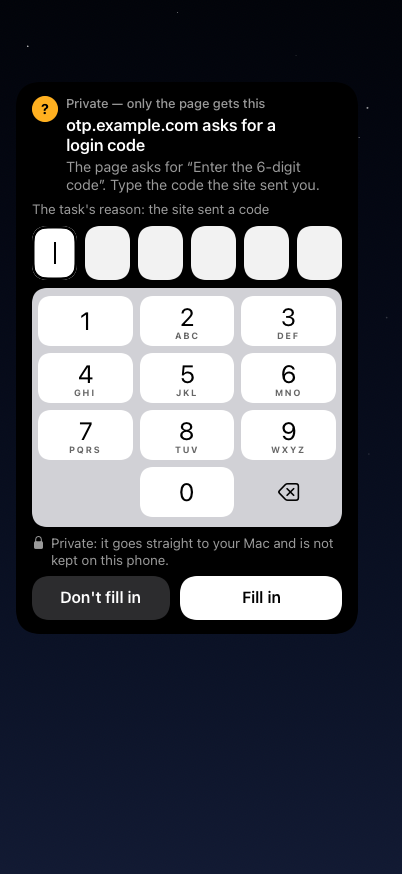 ?
Private — only the page gets this
otp.example.com asks for a
login code
The page asks for “Enter the 6-digit
code”. Type the code the site sent you.
The task's reason: the site sent a code
1
2
ABC
3
DEF
4
GHI
5
JKL
6
MNO
7
PQRS
8
TUV
9
WXYZ
0
Private: it goes straight to your Mac and is not
kept on this phone.
Don't fill in
Fill in